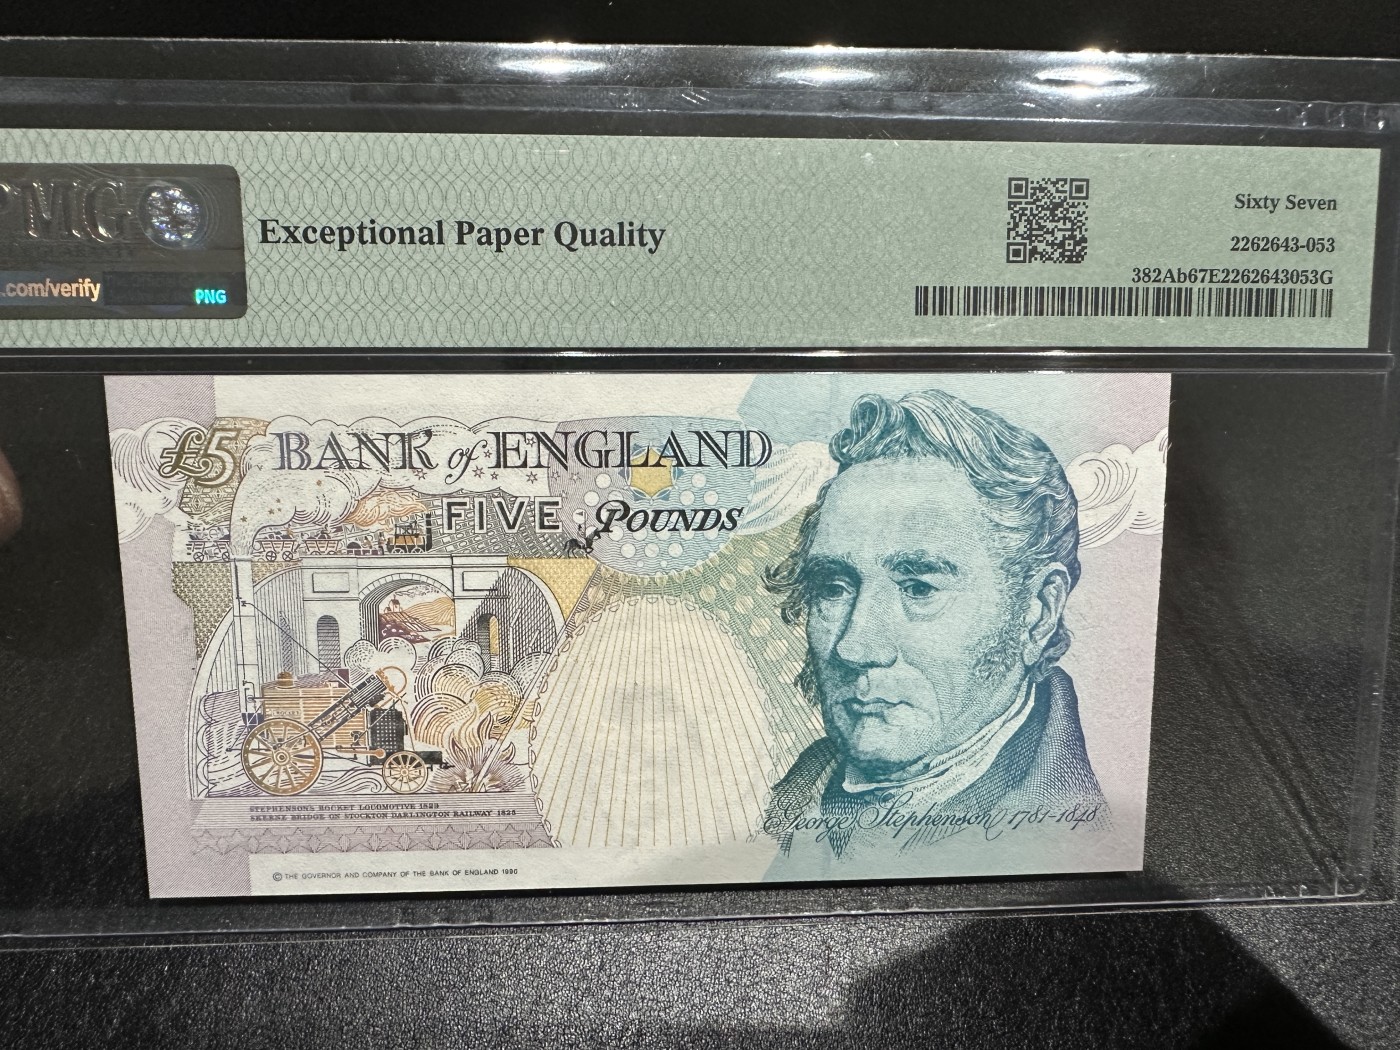 PMG
Exceptional Paper Quality
Sixty Seven
2262643-053
382Ab67E2262643053G
.com/verify
PNG
£5 BANK of ENGLAND
FIVE POUNDS
ROCKET
STEPHENSON'S ROCKET LOCOMOTIVE 1829
SKERNE BRIDGE ON STOCKTON DARLINGTON RAILWAY 1825
George Stephenson 1781-1848
© THE GOVERNOR AND COMPANY OF THE BANK OF ENGLAND 1990